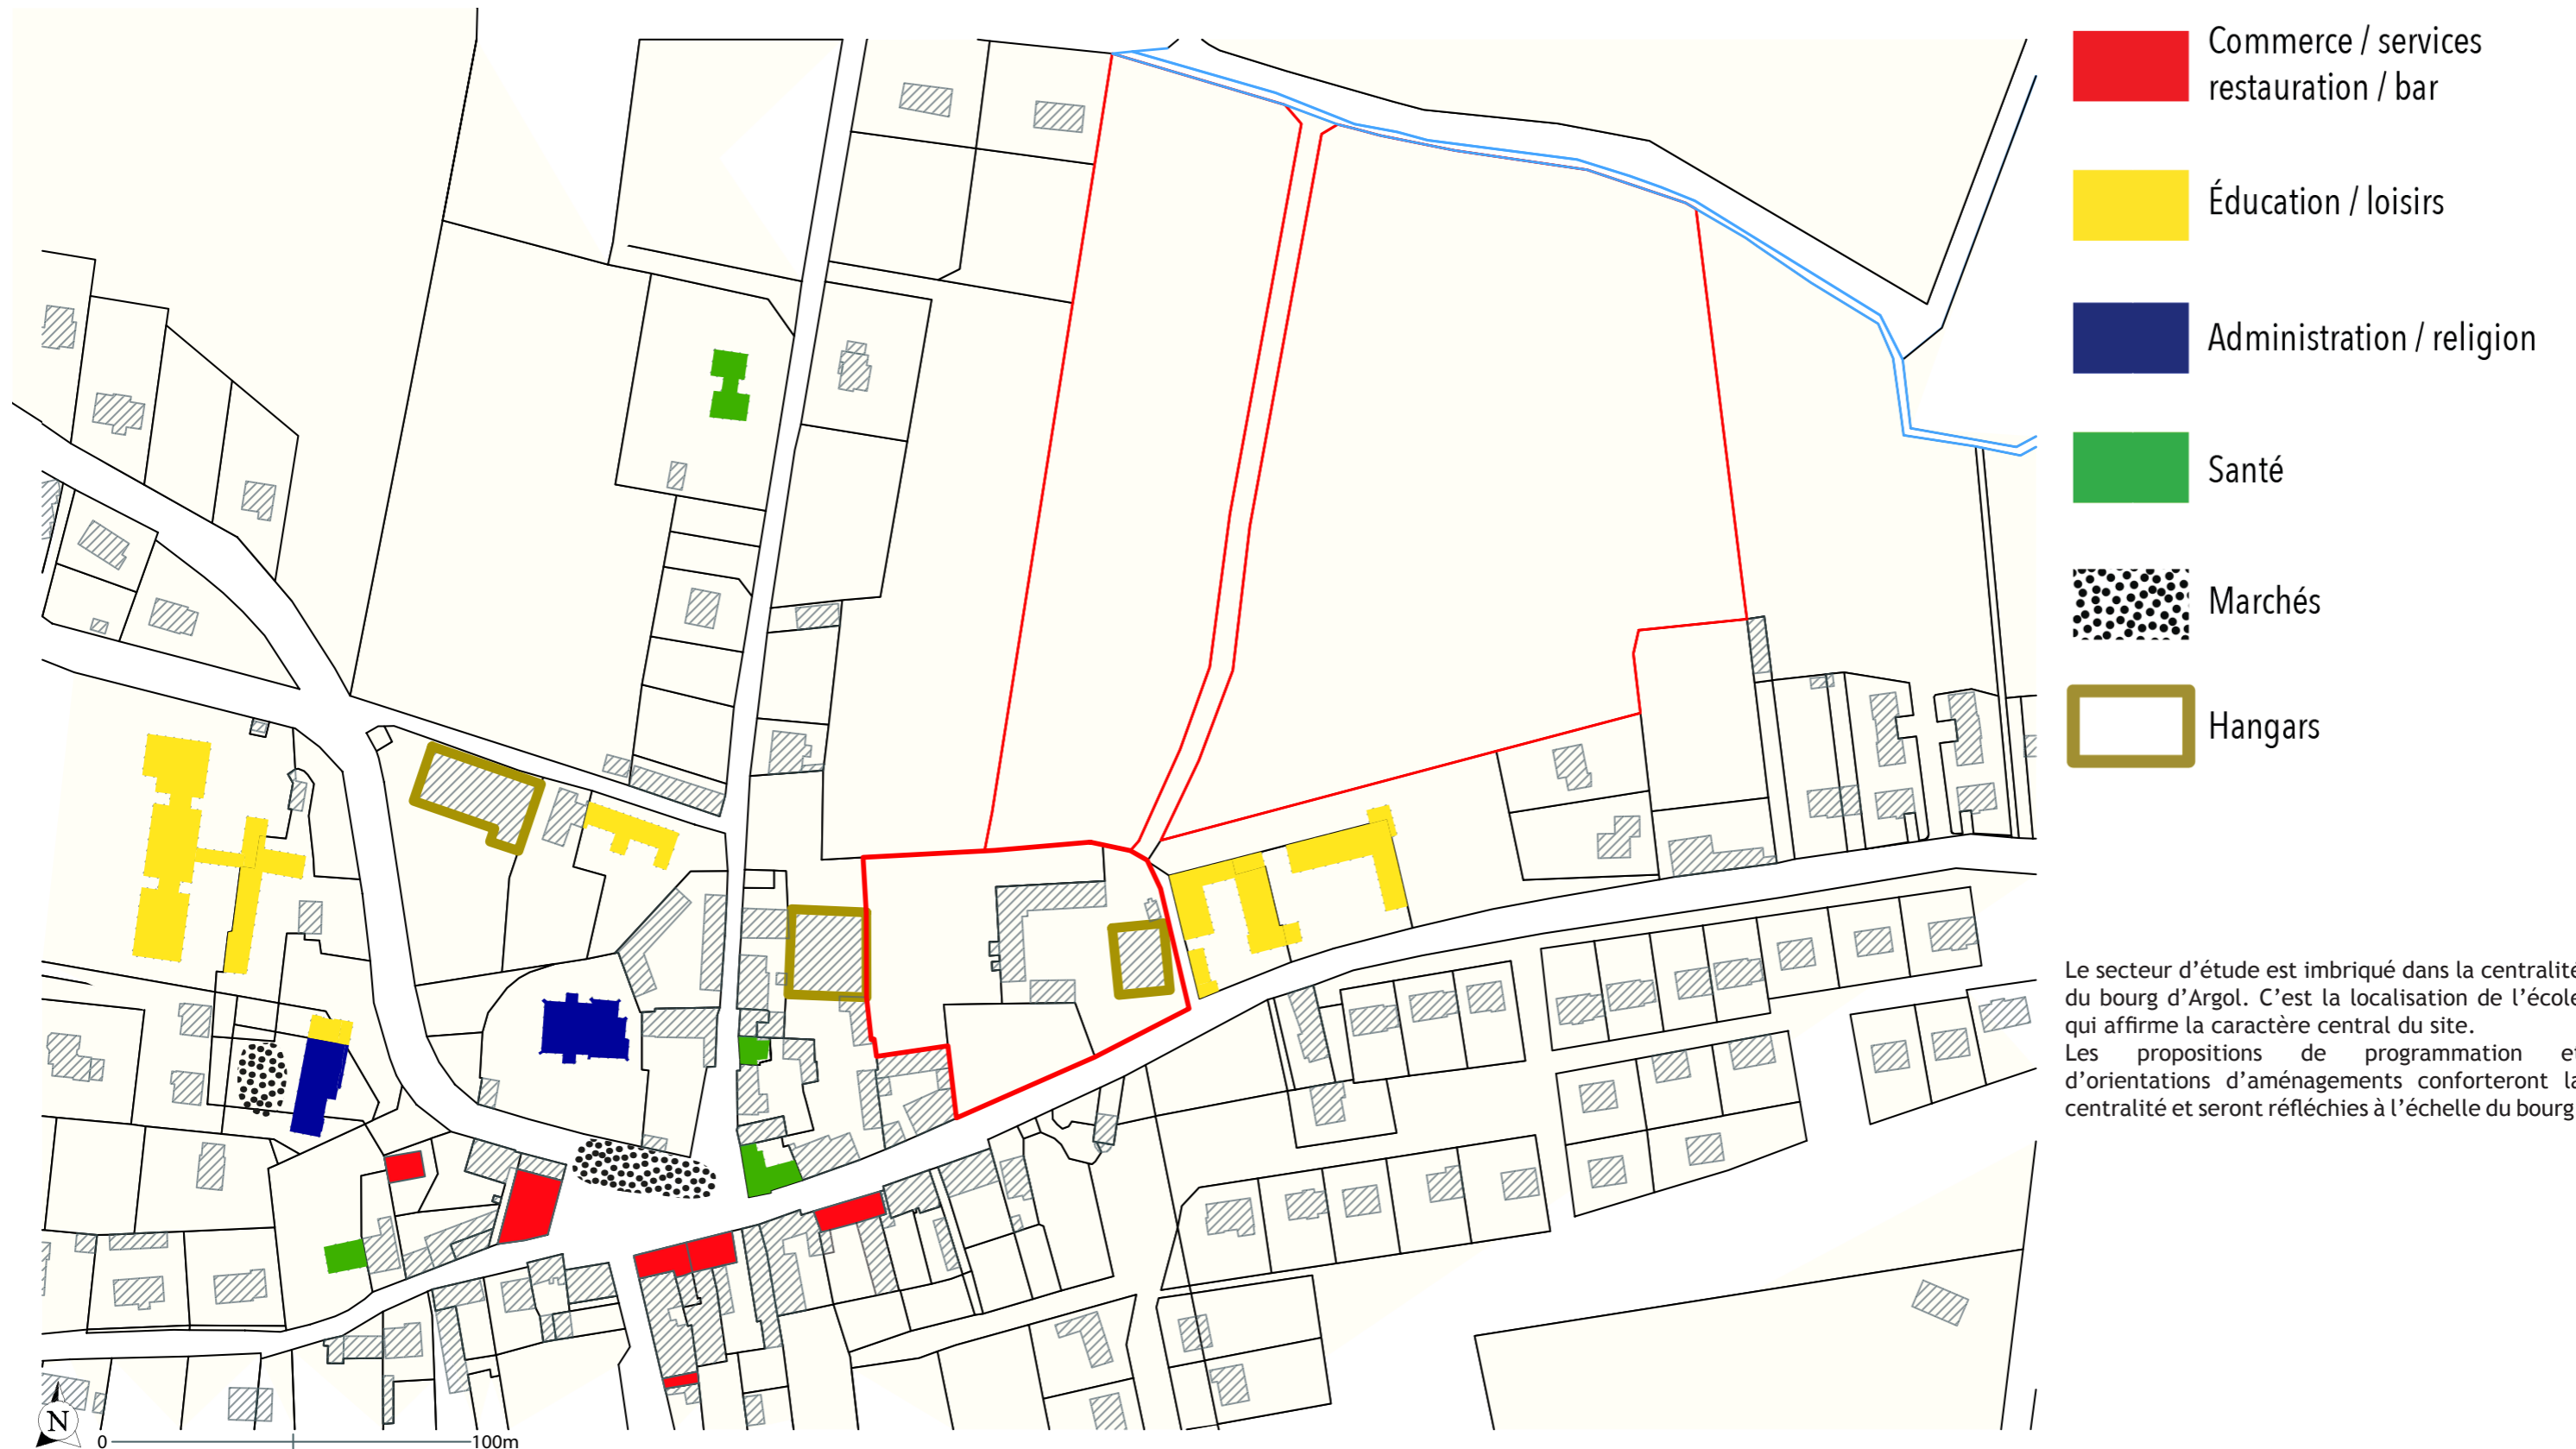 Commerce / services
restauration / bar
Éducation / loisirs
Administration / religion
Santé
Marchés
Hangars
Le secteur d'étude est imbriqué dans la centralité
du bourg d'Argol. C'est la localisation de l'école
qui affirme la caractère central du site.
Les propositions de programmation et
d'orientations d'aménagements conforteront la
centralité et seront réfléchies à l'échelle du bourg
N
0 100m